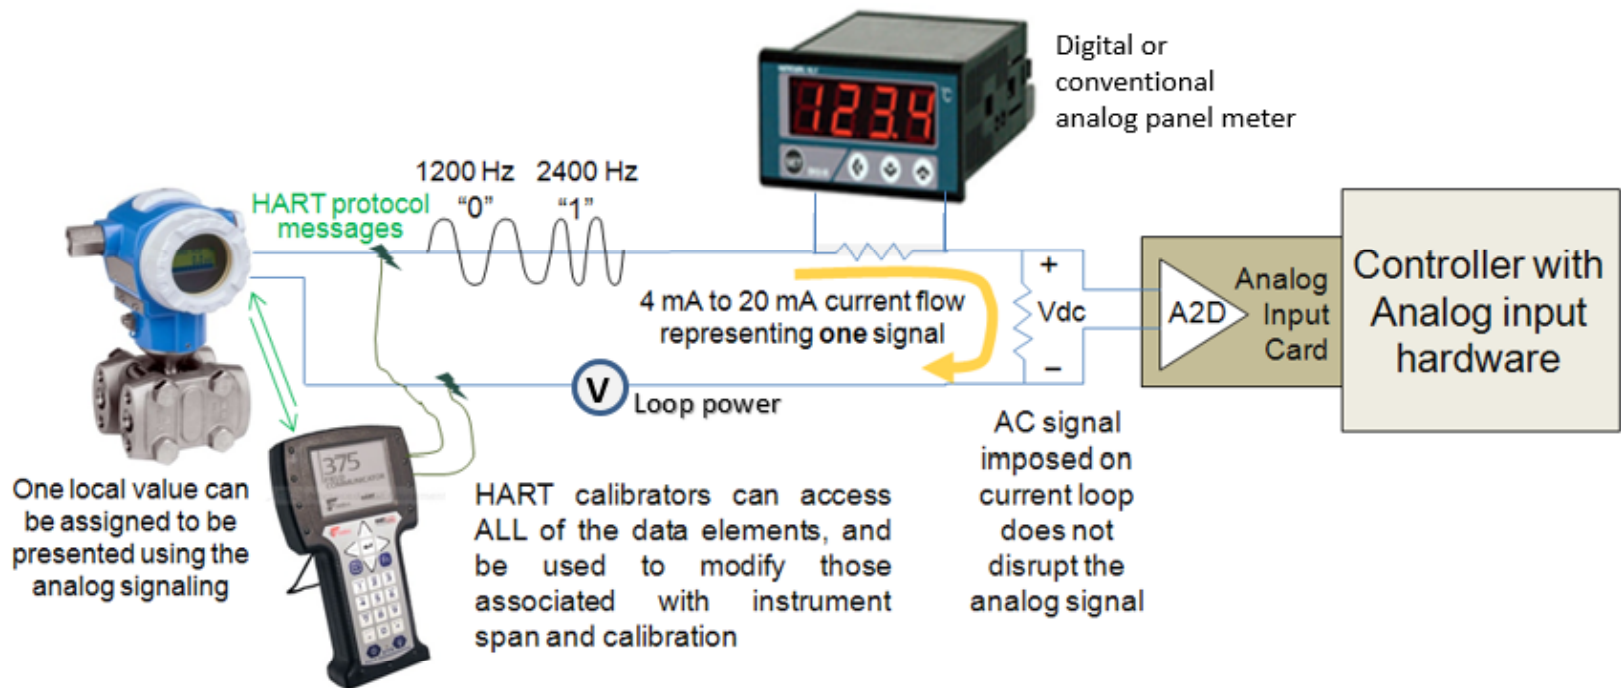 Digital or
conventional
analog panel meter
123.4
°C
1200 Hz
2400 Hz
"0"
"1"
HART protocol
messages
4 mA to 20 mA current flow
representing one signal
+
Vdc
−
A2D
Analog
Input
Card
Controller with
Analog input
hardware
V
Loop power
375
One local value can
be assigned to be
presented using the
analog signaling
HART calibrators can access
ALL of the data elements, and
be used to modify those
associated with instrument
span and calibration
AC signal
imposed on
current loop
does not
disrupt the
analog signal